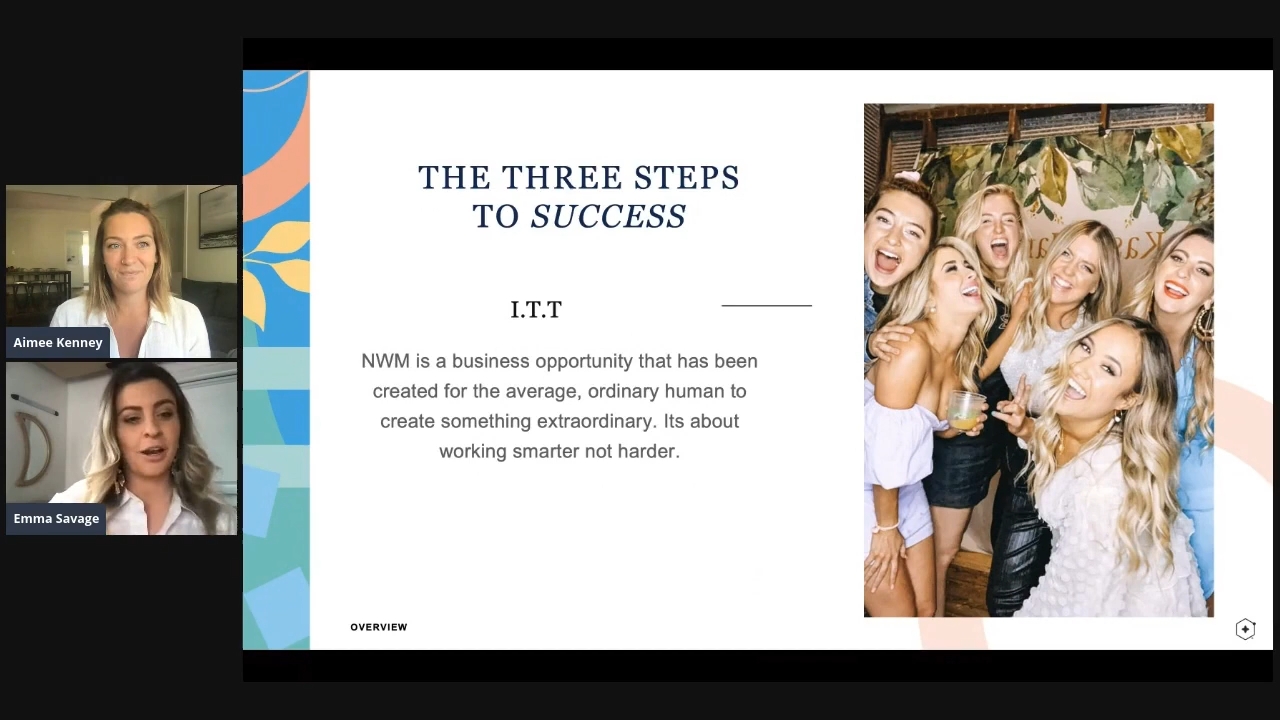 Aimee Kenney
Emma Savage
THE THREE STEPS
TO SUCCESS
I.T.T
NWM is a business opportunity that has been
created for the average, ordinary human to
create something extraordinary. Its about
working smarter not harder.
OVERVIEW